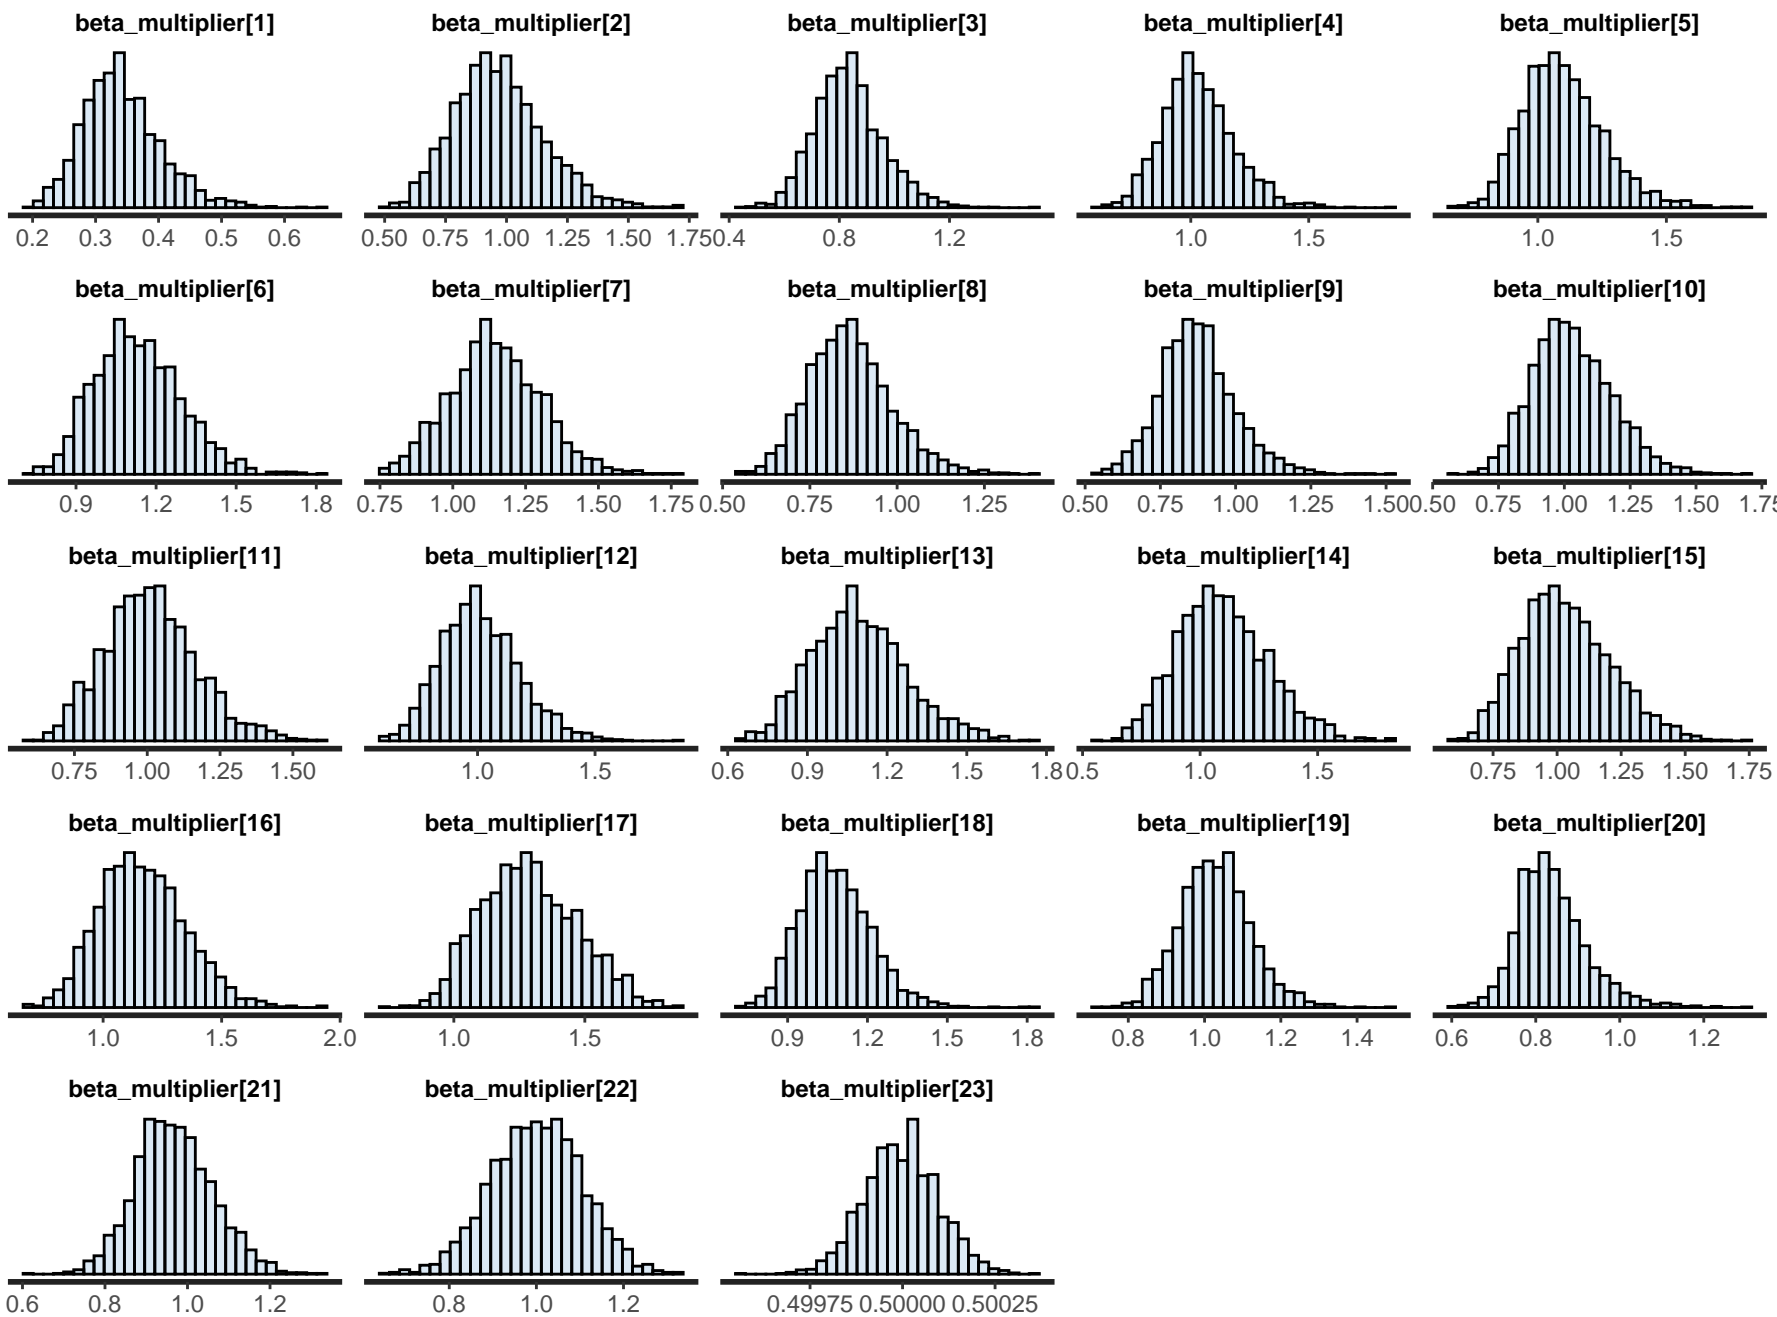 beta_multiplier[1] beta_multiplier[2] beta_multiplier[3] beta_multiplier[4] beta_multiplier[5]
0.2 0.3 0.4 0.5 0.6 0.50 0.75 1.00 1.25 1.50 1.75 0.4 0.8 1.2 1.0 1.5 1.0 1.5
beta_multiplier[6] beta_multiplier[7] beta_multiplier[8] beta_multiplier[9] beta_multiplier[10]
0.9 1.2 1.5 1.8 0.75 1.00 1.25 1.50 1.75 0.50 0.75 1.00 1.25 0.50 0.75 1.00 1.25 1.50 0.50 0.75 1.00 1.25 1.50 1.75
beta_multiplier[11] beta_multiplier[12] beta_multiplier[13] beta_multiplier[14] beta_multiplier[15]
0.75 1.00 1.25 1.50 1.0 1.5 0.6 0.9 1.2 1.5 1.8 0.5 1.0 1.5 0.75 1.00 1.25 1.50 1.75
beta_multiplier[16] beta_multiplier[17] beta_multiplier[18] beta_multiplier[19] beta_multiplier[20]
1.0 1.5 2.0 1.0 1.5 0.9 1.2 1.5 1.8 0.8 1.0 1.2 1.4 0.6 0.8 1.0 1.2
beta_multiplier[21] beta_multiplier[22] beta_multiplier[23]
0.6 0.8 1.0 1.2 0.8 1.0 1.2 0.49975 0.50000 0.50025